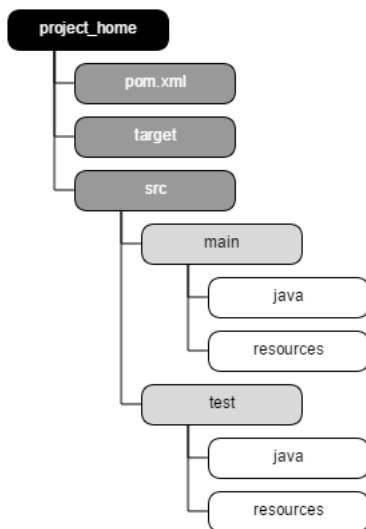 project_home
pom.xml
target
src
main
java
resources
test
java
resources